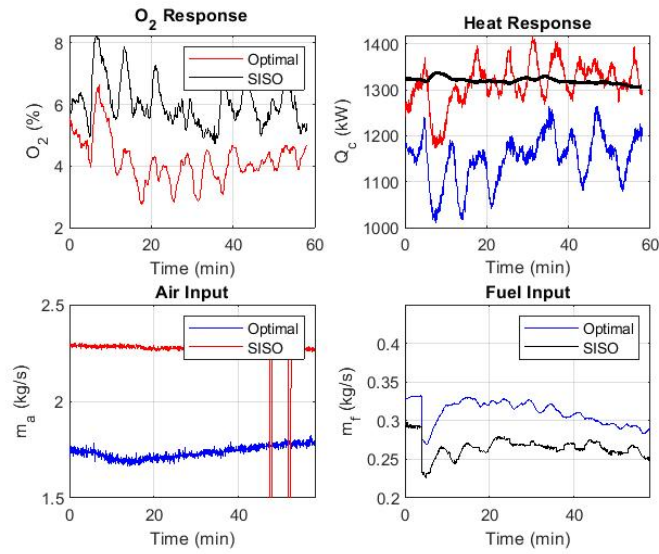 O2 Response
8
6
4
2
O2 (%)
0
20
40
60
Time (min)
Optimal
SISO
Heat Response
1400
1300
1200
1100
1000
Qc (kW)
0
20
40
60
Time (min)
Air Input
2.5
2
1.5
ma (kg/s)
0
20
40
Time (min)
Optimal
SISO
Fuel Input
0.4
0.35
0.3
0.25
0.2
mf (kg/s)
0
20
40
Time (min)
Optimal
SISO